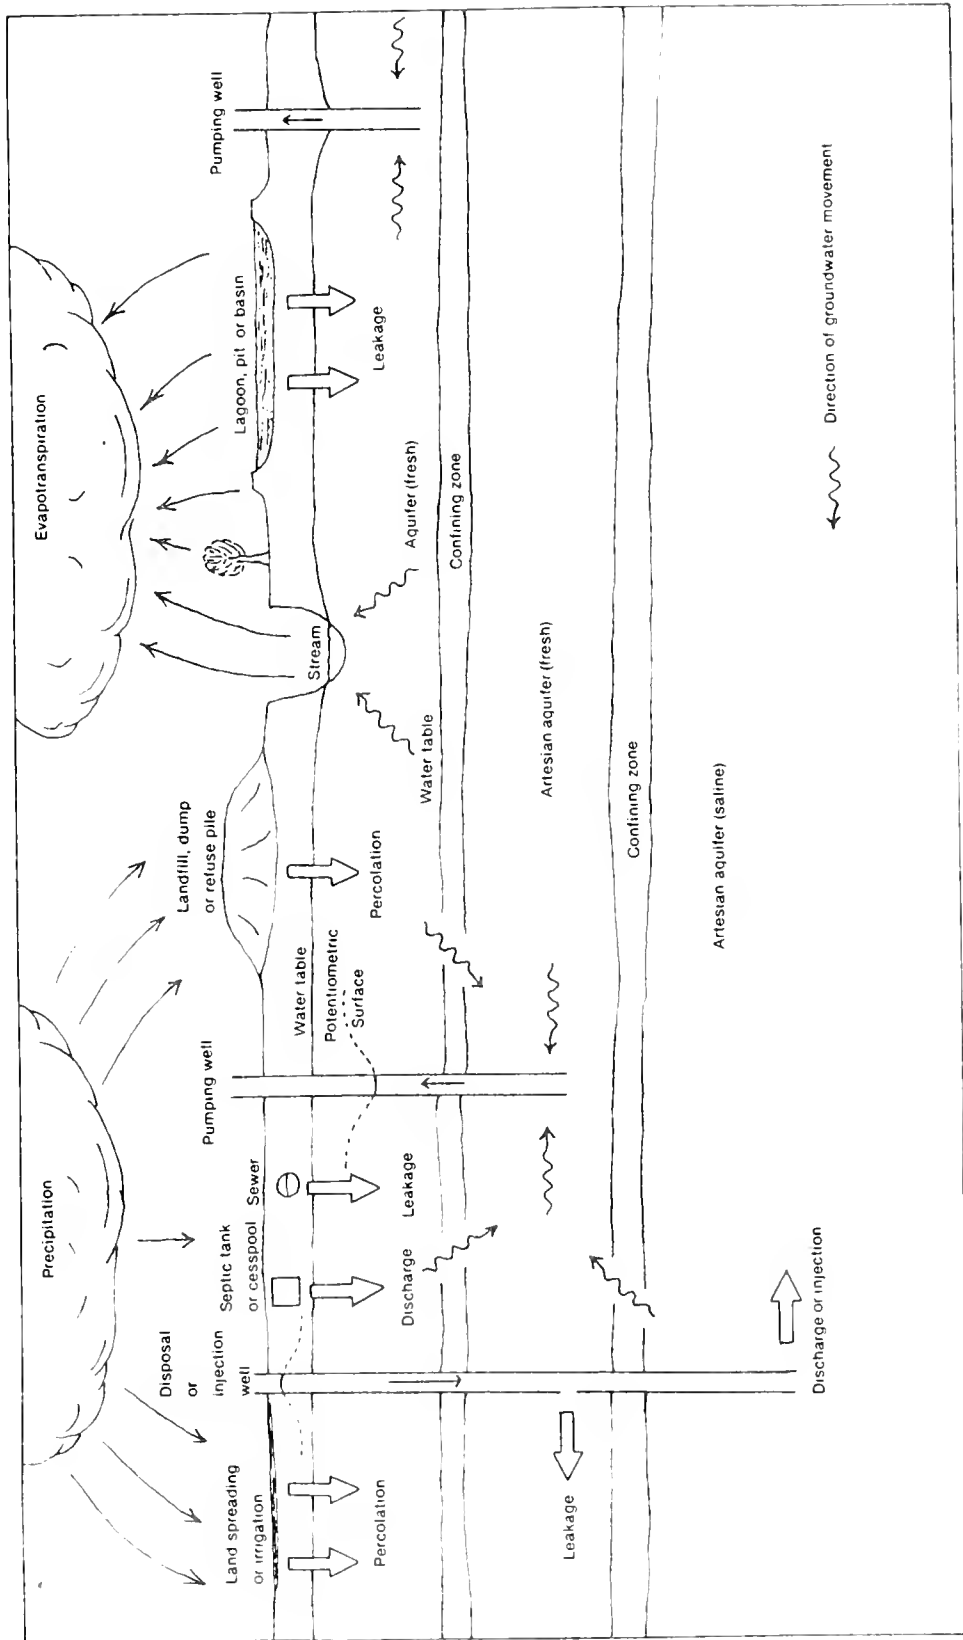 Precipitation
Evapotranspiration
Land spreading
or irrigation
Disposal
or
injection
well
Septic tank
or cesspool
Sewer
Pumping well
Landfill, dump
or refuse pile
Stream
Lagoon, pit or basin
Pumping well
Water table
Potentiometric
Surface
Percolation
Discharge
Leakage
Percolation
Water table
Aquifer (fresh)
Leakage
Confining zone
Leakage
Artesian aquifer (fresh)
Confining zone
Artesian aquifer (saline)
Discharge or injection
Direction of groundwater movement